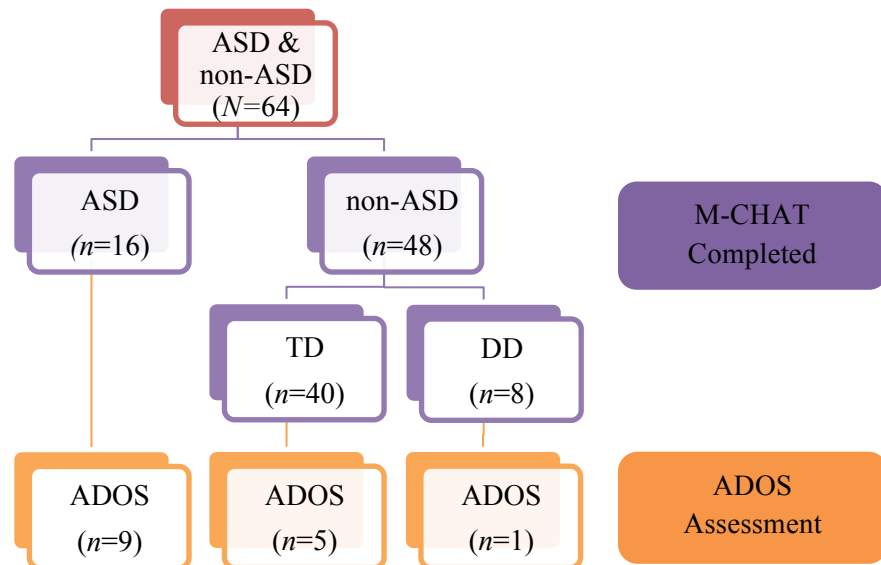 ASD &
non-ASD
(N=64)
ASD
(n=16)
non-ASD
(n=48)
M-CHAT
Completed
TD
(n=40)
DD
(n=8)
ADOS
(n=9)
ADOS
(n=5)
ADOS
(n=1)
ADOS
Assessment